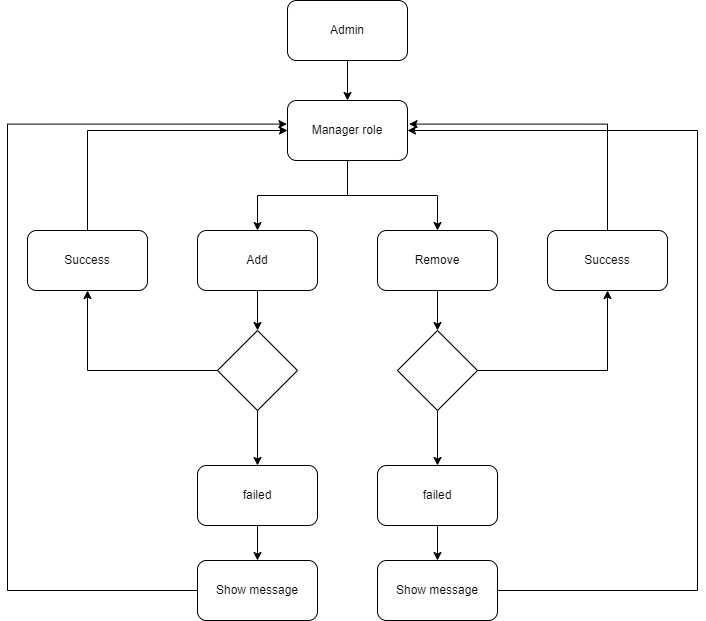 Admin
Manager role
Success
Add
Remove
Success
failed
failed
Show message
Show message